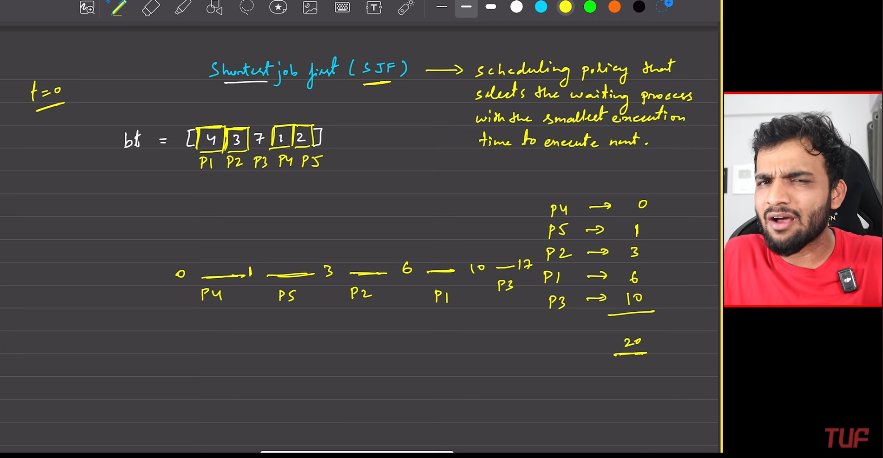 Shortest job first (SJF) → scheduling policy that
selects the waiting process
with the smallest execution
time to execute next.
t=0
bt = [4 3 7 1 2]
P1 P2 P3 P4 P5
P4 → 0
P5 → 1
P2 → 3
P1 → 6
P3 → 10
20
0 1 3 6 10 17
P4 P5 P2 P1 P3
TUF